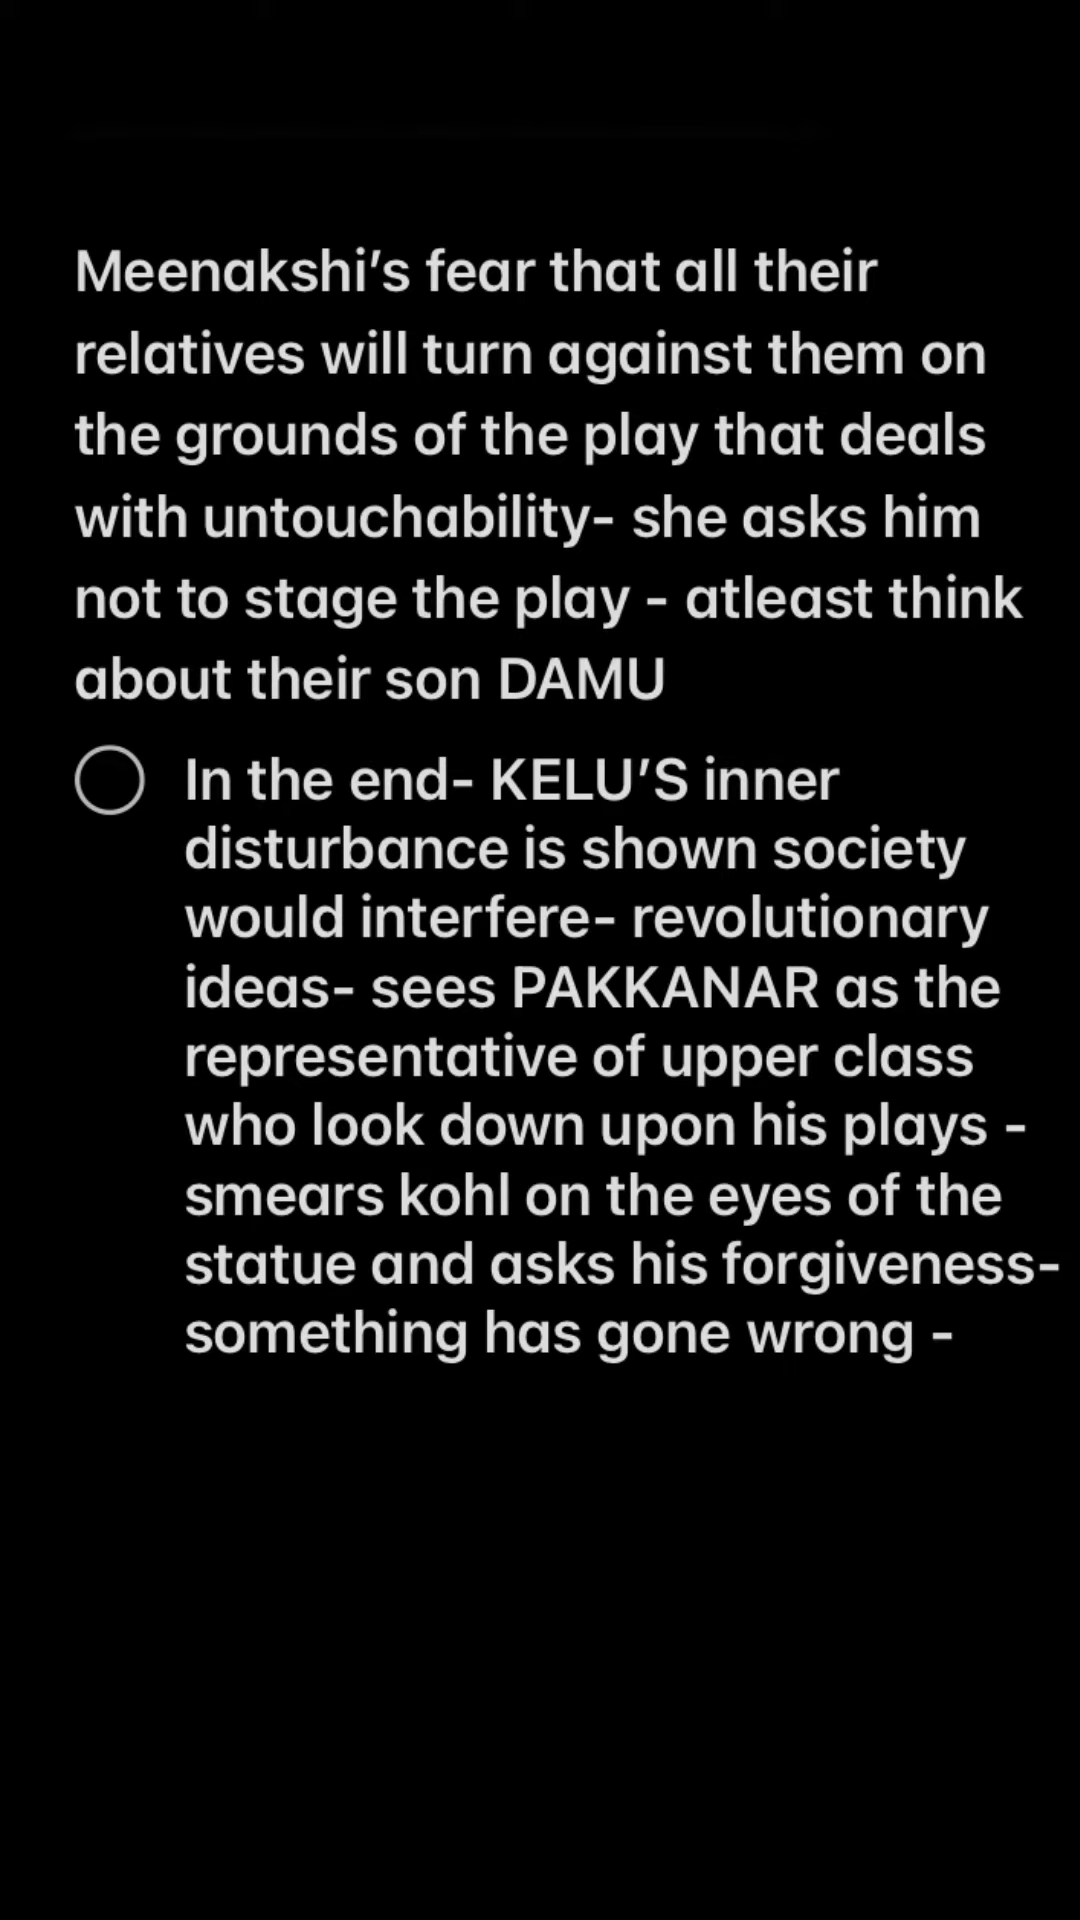 Meenakshi’s fear that all their
relatives will turn against them on
the grounds of the play that deals
with untouchability- she asks him
not to stage the play - atleast think
about their son DAMU
In the end- KELU’S inner
disturbance is shown society
would interfere- revolutionary
ideas- sees PAKKANAR as the
representative of upper class
who look down upon his plays -
smears kohl on the eyes of the
statue and asks his forgiveness-
something has gone wrong -